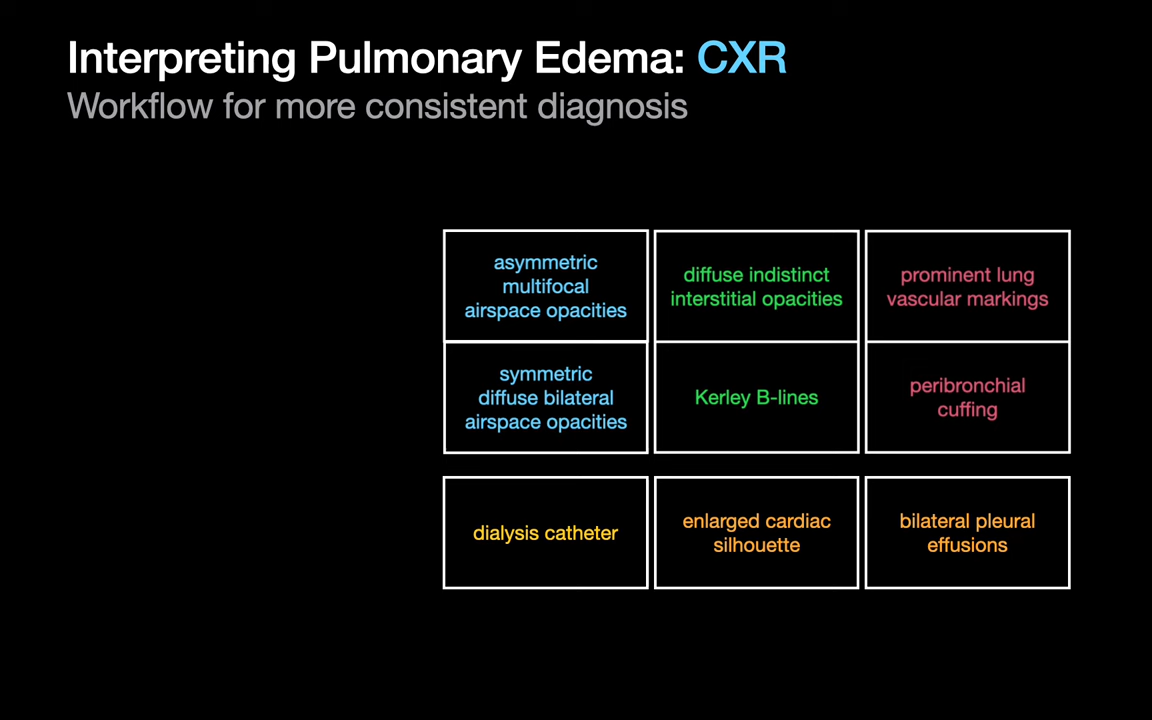 Interpreting Pulmonary Edema: CXR
Workflow for more consistent diagnosis
asymmetric
multifocal
airspace opacities
diffuse indistinct
interstitial opacities
prominent lung
vascular markings
symmetric
diffuse bilateral
airspace opacities
Kerley B-lines
peribronchial
cuffing
dialysis catheter
enlarged cardiac
silhouette
bilateral pleural
effusions